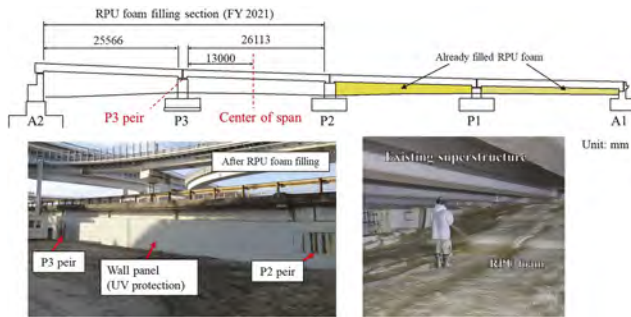 RPU foam filling section (FY 2021)
25566
26113
13000
Already filled RPU foam
A2
P3 peir
P3
Center of span
P2
P1
A1
Unit: mm
After RPU foam filling
P3 peir
Wall panel
(UV protection)
P2 peir
Existing superstructure
RPU foam